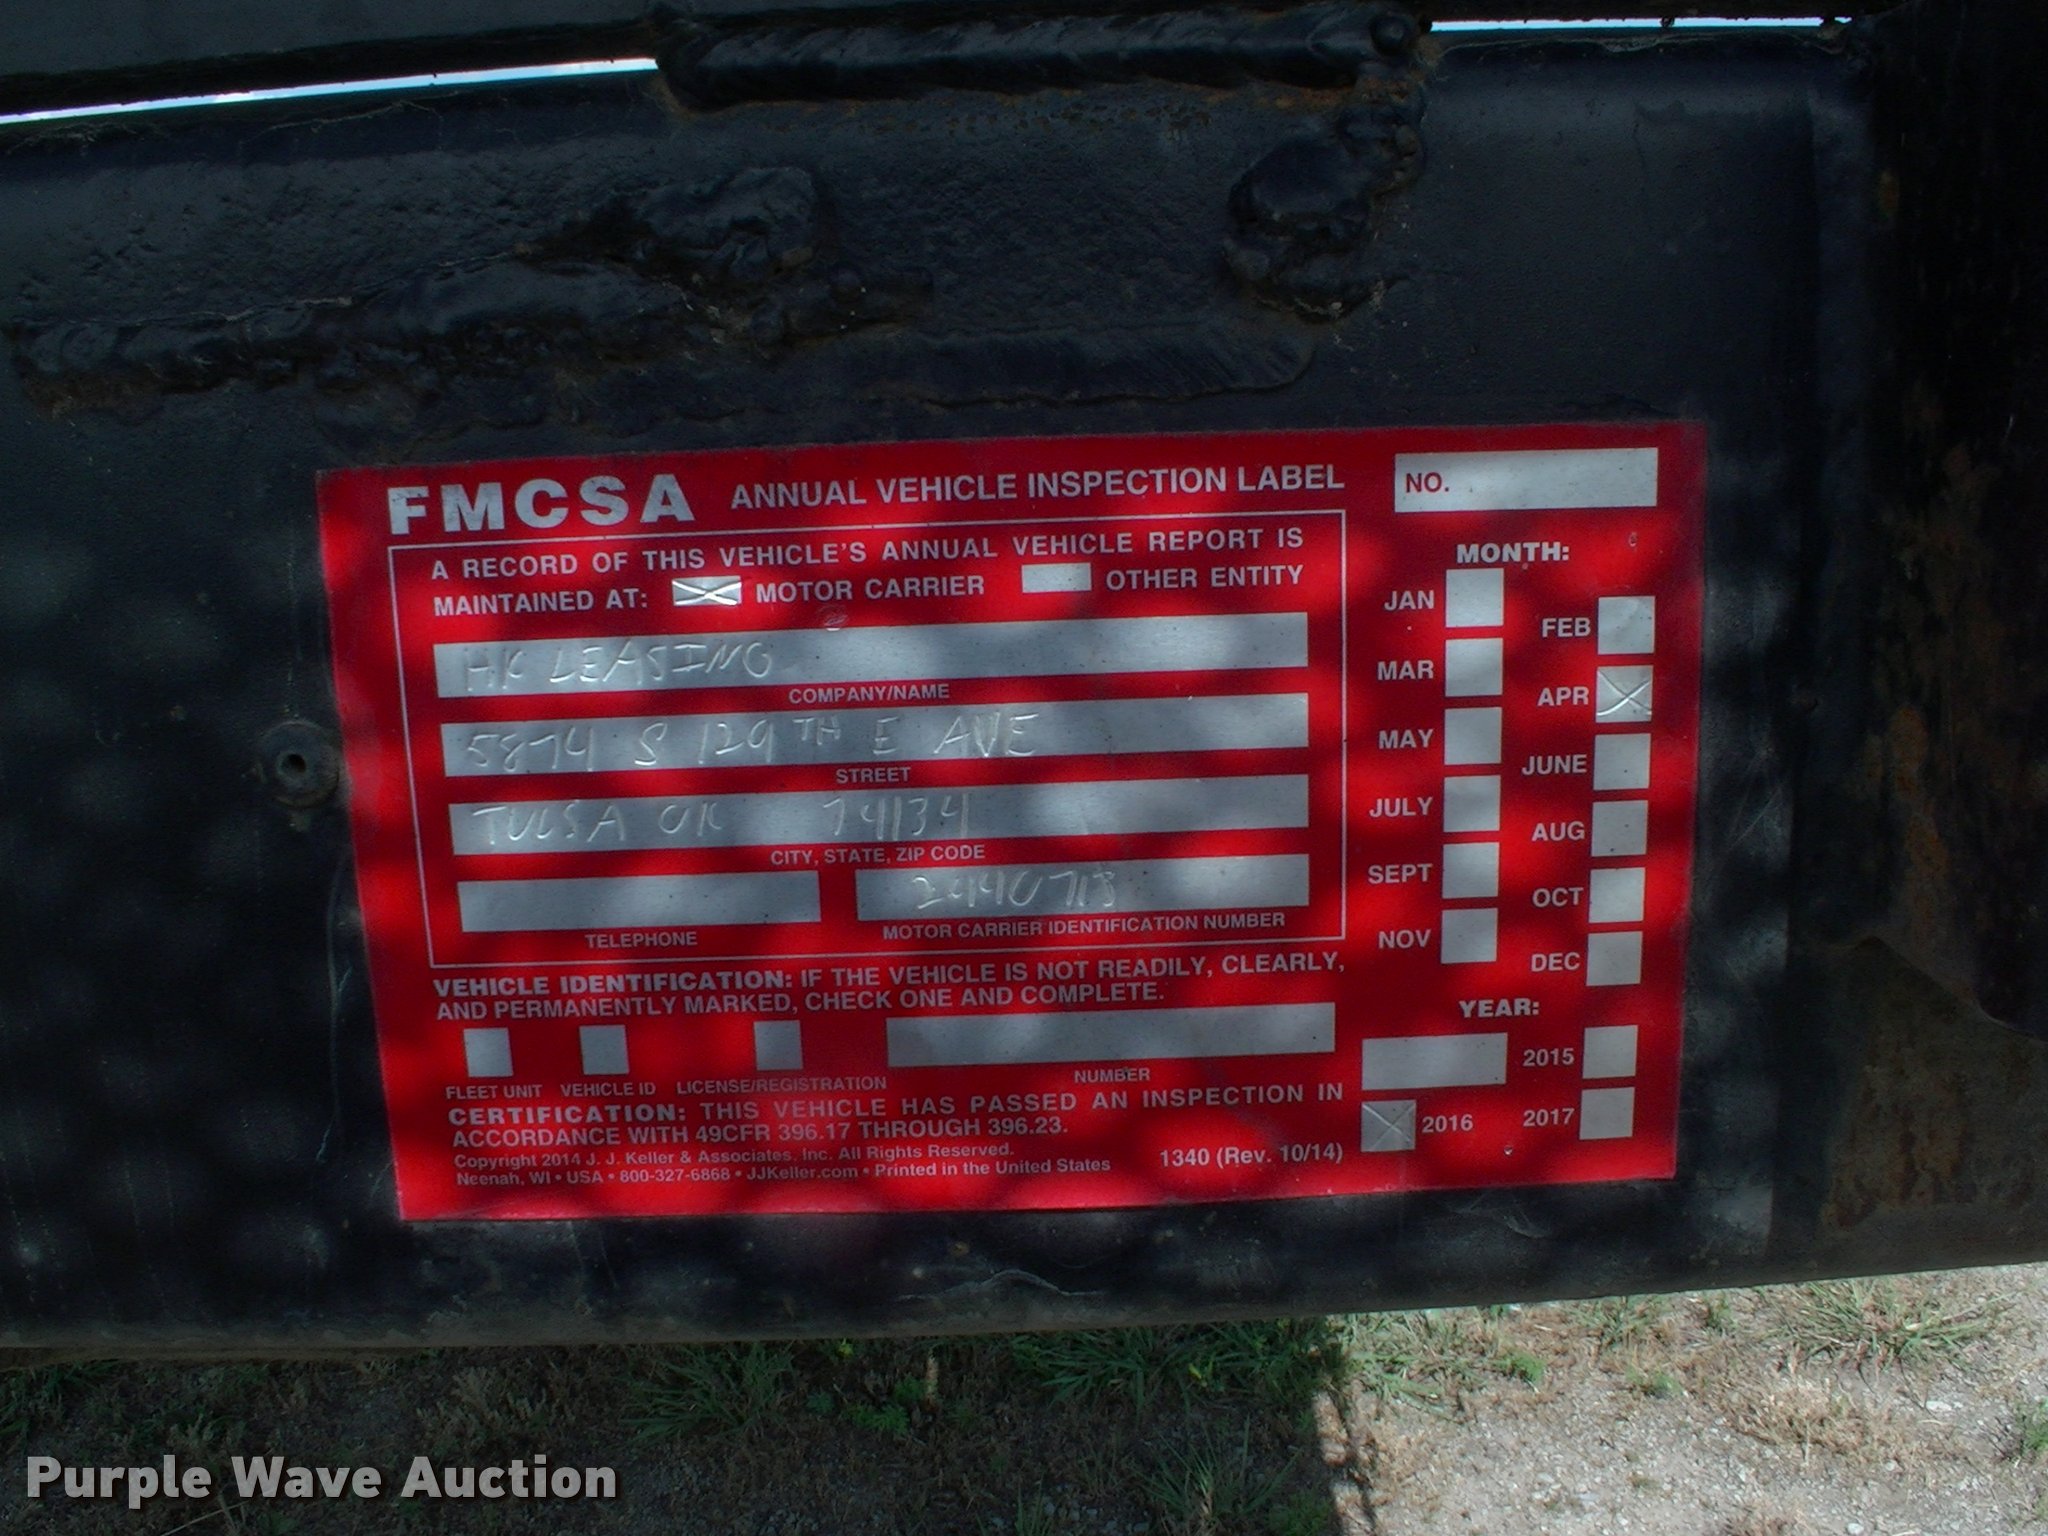 FMCSA ANNUAL VEHICLE INSPECTION LABEL
NO.
A RECORD OF THIS VEHICLE'S ANNUAL VEHICLE REPORT IS
MAINTAINED AT: MOTOR CARRIER OTHER ENTITY
HK LEASING
COMPANY/NAME
5874 S 129TH E AVE
STREET
TULSA OK 74134
CITY, STATE, ZIP CODE
TELEPHONE
MOTOR CARRIER IDENTIFICATION NUMBER
VEHICLE IDENTIFICATION: IF THE VEHICLE IS NOT READILY, CLEARLY,
AND PERMANENTLY MARKED, CHECK ONE AND COMPLETE.
FLEET UNIT VEHICLE ID LICENSE/REGISTRATION NUMBER
CERTIFICATION: THIS VEHICLE HAS PASSED AN INSPECTION IN
ACCORDANCE WITH 49CFR 396.17 THROUGH 396.23.
Copyright 2014 J. J. Keller & Associates, Inc. All Rights Reserved.
Neenah, WI • USA • 800-327-6868 • JJKeller.com • Printed in the United States
1340 (Rev. 10/14)
MONTH:
JAN
FEB
MAR
APR
MAY
JUNE
JULY
AUG
SEPT
OCT
NOV
DEC
YEAR:
2015
2016 2017
Purple Wave Auction